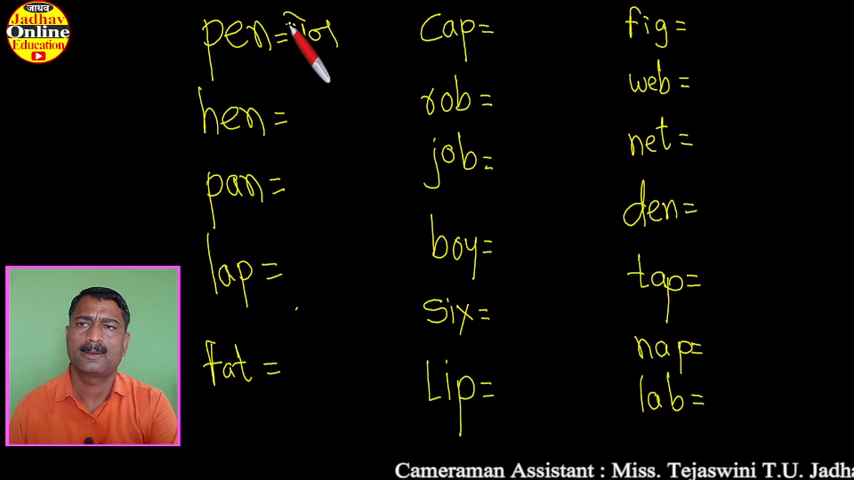 जाधव
Jadhav
Online
Education
pen=
hen=
pan=
lap=
fat=
Cap=
rob=
job=
boy=
Six=
Lip=
fig=
web=
net=
den=
tap=
nap=
lab=
Cameraman Assistant : Miss. Tejaswini T.U. Jadha